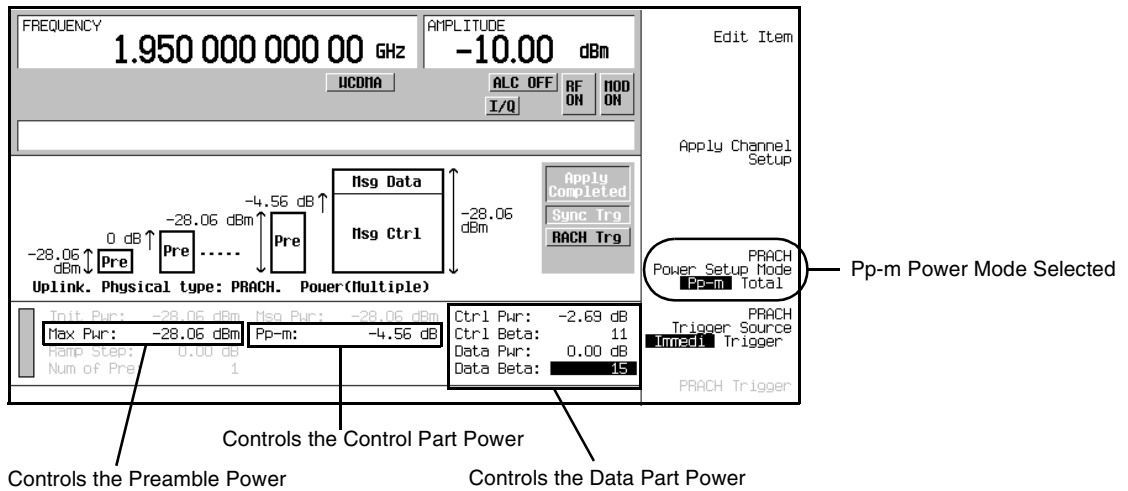 FREQUENCY
1.950 000 000 00 GHz
AMPLITUDE
-10.00 dBm
WCDMA
ALC OFF
I/Q
RF ON
MOD ON
Edit Item
Apply Channel
Setup
Msg Data
Msg Ctrl
-4.56 dB
-28.06 dBm
0 dB
-28.06
dBm
Pre
Pre
.....
Pre
-28.06
dBm
Apply
Completed
Sync Trg
RACH Trg
Uplink. Physical type: PRACH. Power(Multiple)
PRACH
Power Setup Mode
Pp-m Total
Pp-m Power Mode Selected
PRACH
Trigger Source
Immedi Trigger
PRACH Trigger
Init Pwr: -28.06 dBm
Max Pwr: -28.06 dBm
Ramp Step: 0.00 dB
Num of Pre 1
Msg Pwr: -28.06 dBm
Pp-m: -4.56 dB
Ctrl Pwr: -2.69 dB
Ctrl Beta: 11
Data Pwr: 0.00 dB
Data Beta: 15
Controls the Control Part Power
Controls the Preamble Power
Controls the Data Part Power